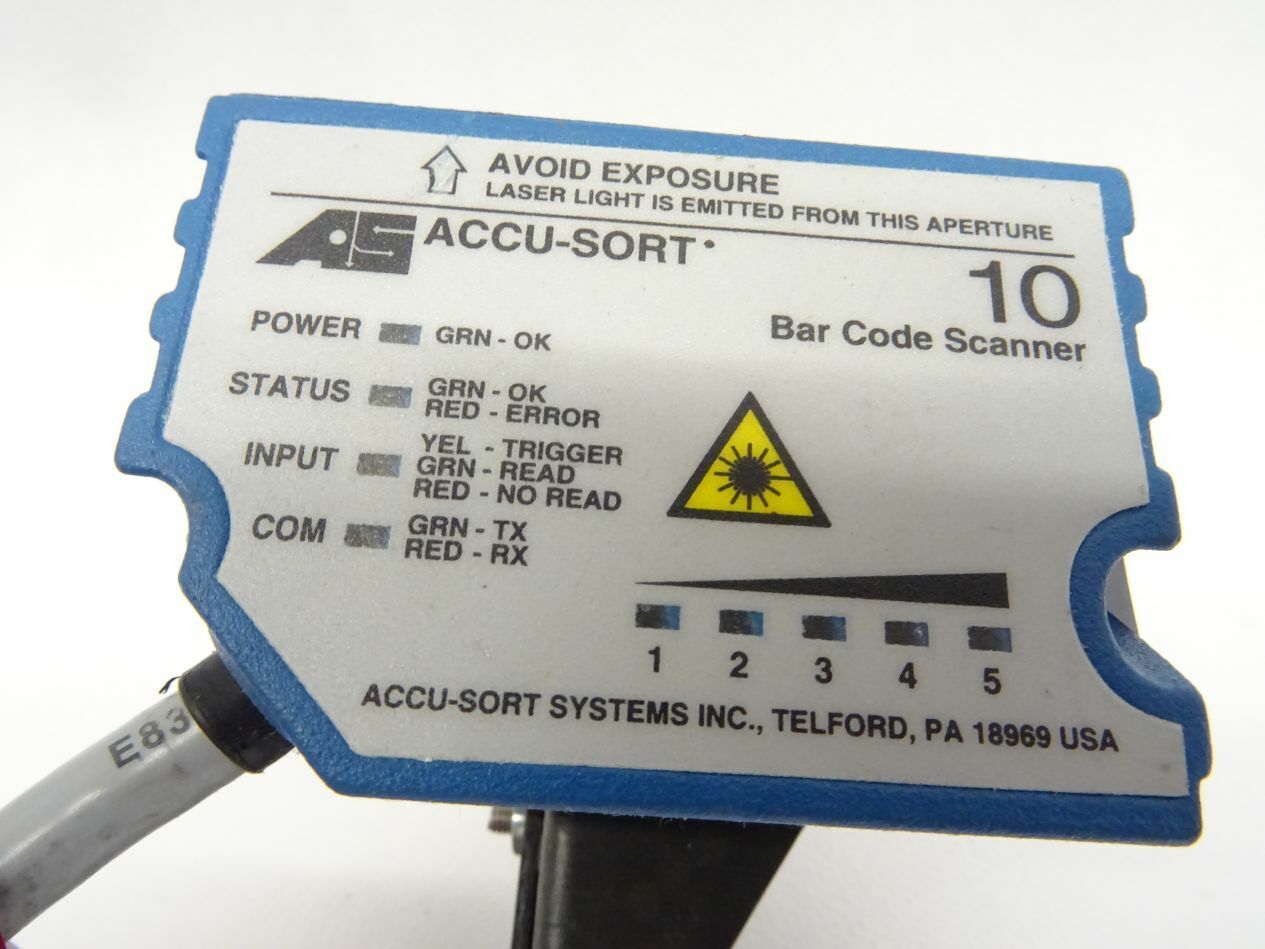 AVOID EXPOSURE
LASER LIGHT IS EMITTED FROM THIS APERTURE
AS ACCU-SORT
10
Bar Code Scanner
POWER GRN - OK
STATUS GRN - OK
RED - ERROR
INPUT YEL - TRIGGER
GRN - READ
RED - NO READ
COM GRN - TX
RED - RX
1 2 3 4 5
ACCU-SORT SYSTEMS INC., TELFORD, PA 18969 USA
E83